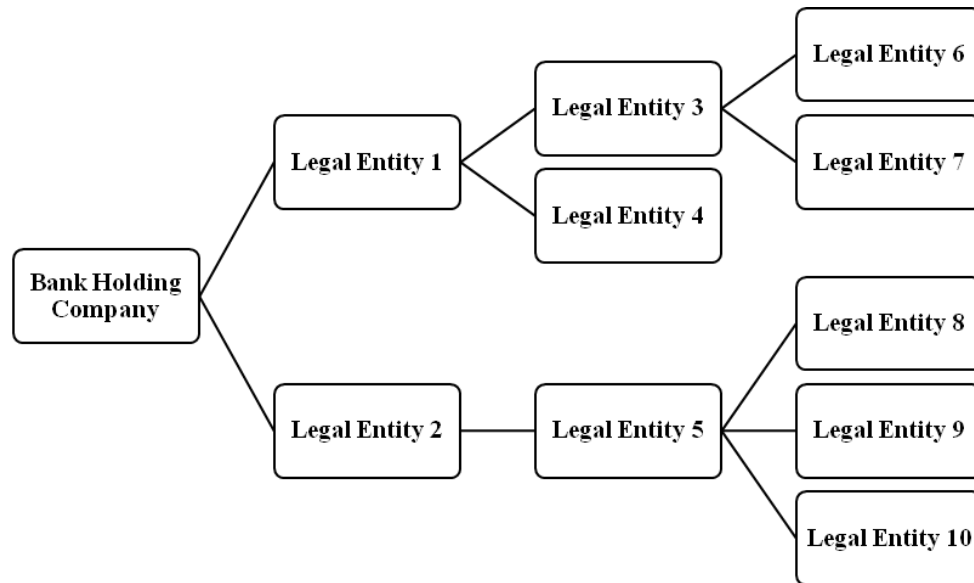 Bank Holding
Company
Legal Entity 1
Legal Entity 2
Legal Entity 3
Legal Entity 4
Legal Entity 5
Legal Entity 6
Legal Entity 7
Legal Entity 8
Legal Entity 9
Legal Entity 10